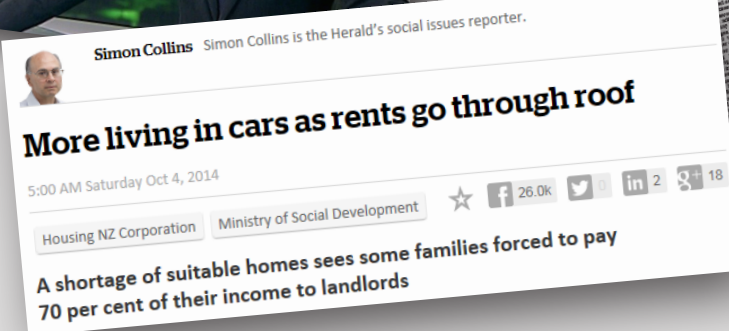 Simon Collins Simon Collins is the Herald's social issues reporter.
More living in cars as rents go through roof
5:00 AM Saturday Oct 4, 2014
26.0k 0 in 2 g+ 18
Housing NZ Corporation Ministry of Social Development
A shortage of suitable homes sees some families forced to pay
70 per cent of their income to landlords